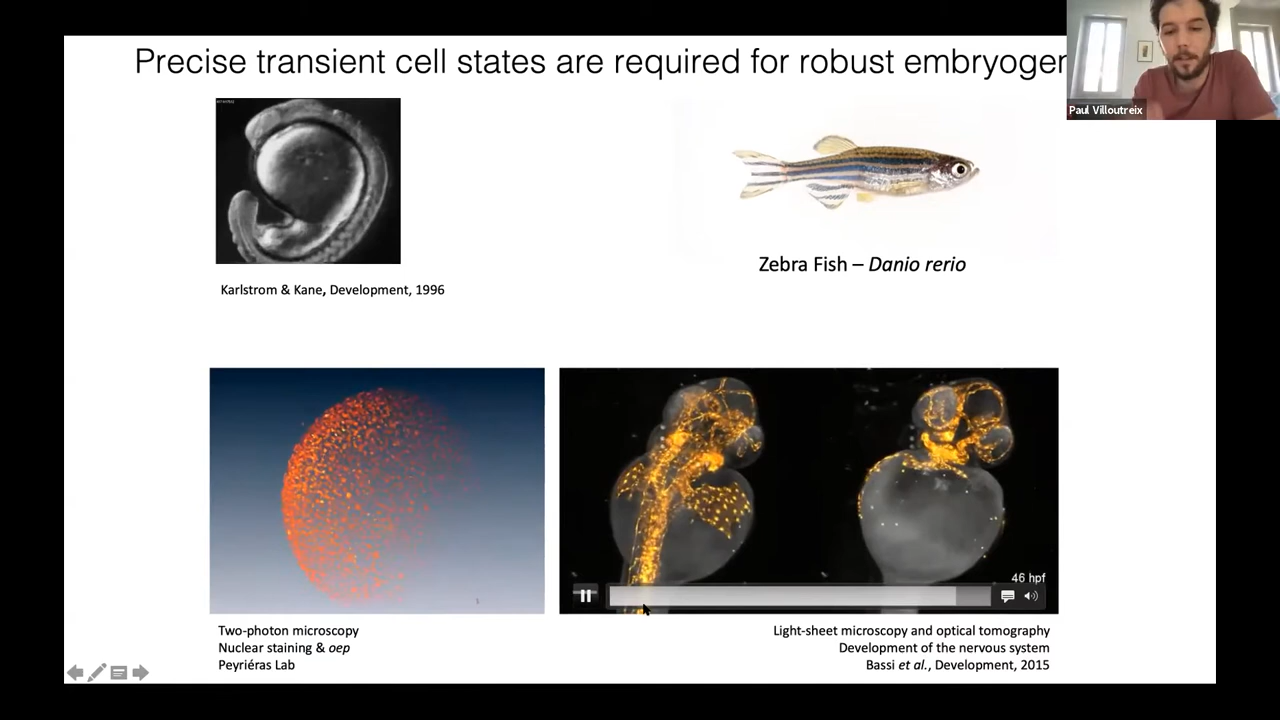 Precise transient cell states are required for robust embryogen
Paul Villoutreix
Zebra Fish – Danio rerio
Karlstrom & Kane, Development, 1996
46 hpf
Two-photon microscopy
Nuclear staining & oep
Peyriéras Lab
Light-sheet microscopy and optical tomography
Development of the nervous system
Bassi et al., Development, 2015